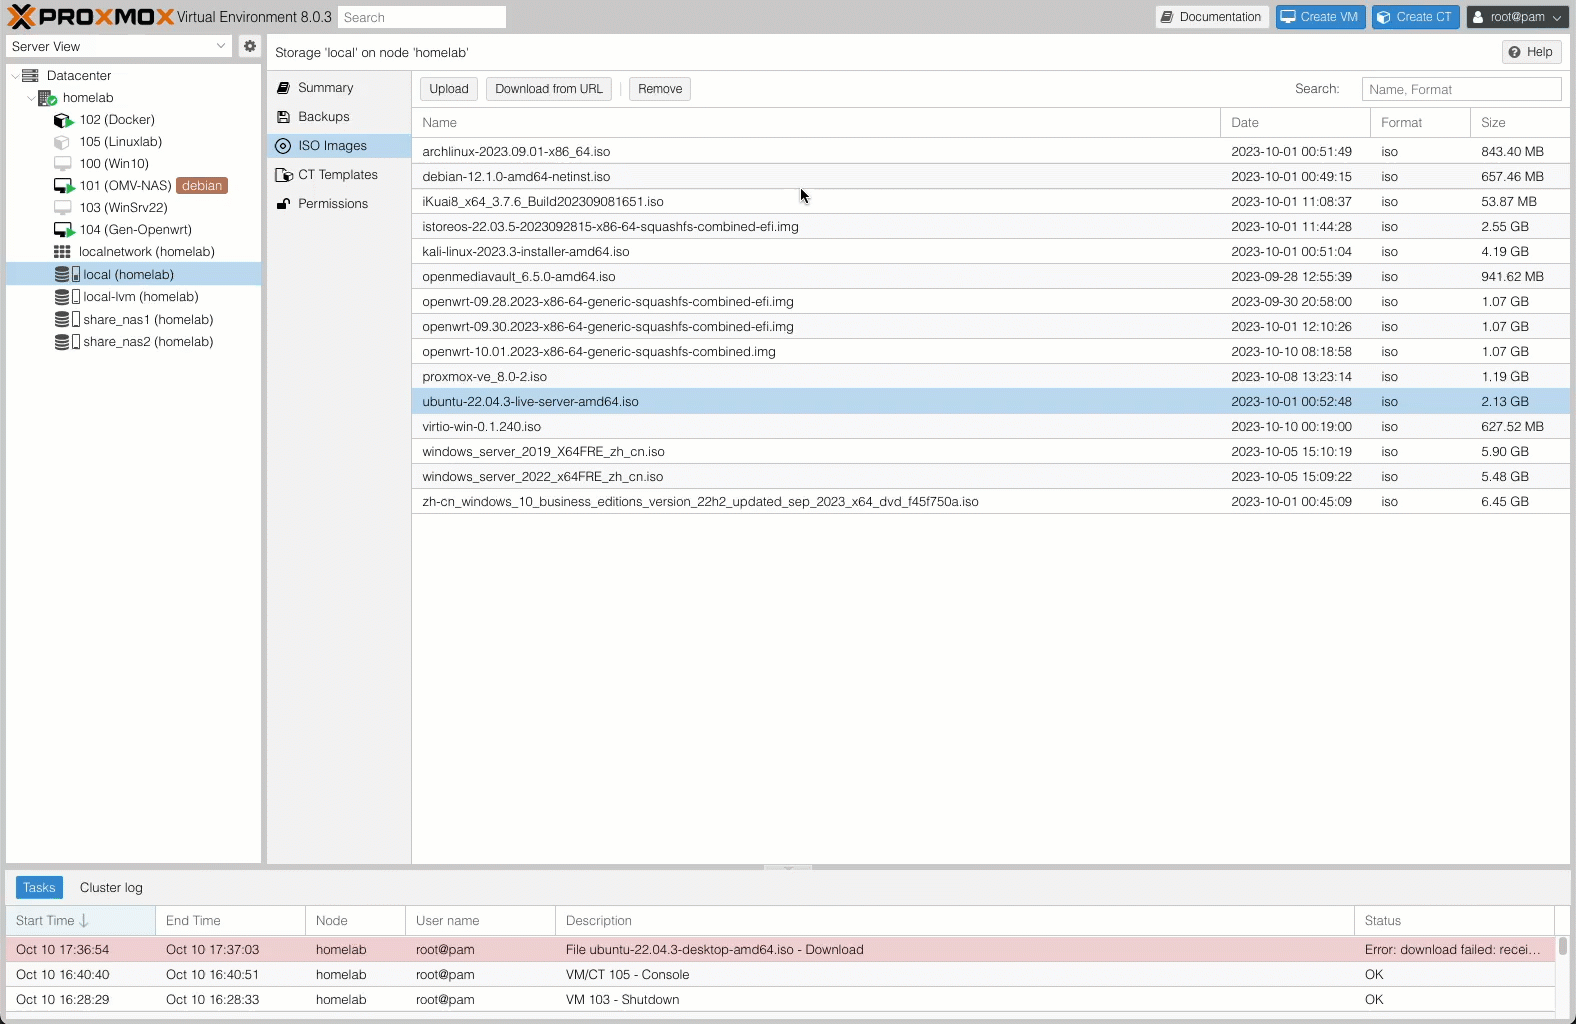 PROXMOX Virtual Environment 8.0.3 Search Documentation Create VM Create CT root@pam
Server View
Storage 'local' on node 'homelab' Help
Datacenter
homelab
102 (Docker)
105 (Linuxlab)
100 (Win10)
101 (OMV-NAS) debian
103 (WinSrv22)
104 (Gen-Openwrt)
localnetwork (homelab)
local (homelab)
local-lvm (homelab)
share_nas1 (homelab)
share_nas2 (homelab)
Summary
Backups
ISO Images
CT Templates
Permissions
Upload Download from URL Remove Search: Name, Format
Name Date Format Size
archlinux-2023.09.01-x86_64.iso 2023-10-01 00:51:49 iso 843.40 MB
debian-12.1.0-amd64-netinst.iso 2023-10-01 00:49:15 iso 657.46 MB
iKuai8_x64_3.7.6_Build202309081651.iso 2023-10-01 11:08:37 iso 53.87 MB
istoreos-22.03.5-2023092815-x86-64-squashfs-combined-efi.img 2023-10-01 11:44:28 iso 2.55 GB
kali-linux-2023.3-installer-amd64.iso 2023-10-01 00:51:04 iso 4.19 GB
openmediavault_6.5.0-amd64.iso 2023-09-28 12:55:39 iso 941.62 MB
openwrt-09.28.2023-x86-64-generic-squashfs-combined-efi.img 2023-09-30 20:58:00 iso 1.07 GB
openwrt-09.30.2023-x86-64-generic-squashfs-combined-efi.img 2023-10-01 12:10:26 iso 1.07 GB
openwrt-10.01.2023-x86-64-generic-squashfs-combined.img 2023-10-10 08:18:58 iso 1.07 GB
proxmox-ve_8.0-2.iso 2023-10-08 13:23:14 iso 1.19 GB
ubuntu-22.04.3-live-server-amd64.iso 2023-10-01 00:52:48 iso 2.13 GB
virtio-win-0.1.240.iso 2023-10-10 00:19:00 iso 627.52 MB
windows_server_2019_X64FRE_zh_cn.iso 2023-10-05 15:10:19 iso 5.90 GB
windows_server_2022_x64FRE_zh_cn.iso 2023-10-05 15:09:22 iso 5.48 GB
zh-cn_windows_10_business_editions_version_22h2_updated_sep_2023_x64_dvd_f45f750a.iso 2023-10-01 00:45:09 iso 6.45 GB
Tasks Cluster log
Start Time End Time Node User name Description Status
Oct 10 17:36:54 Oct 10 17:37:03 homelab root@pam File ubuntu-22.04.3-desktop-amd64.iso - Download Error: download failed: recei...
Oct 10 16:40:40 Oct 10 16:40:51 homelab root@pam VM/CT 105 - Console OK
Oct 10 16:28:29 Oct 10 16:28:33 homelab root@pam VM 103 - Shutdown OK